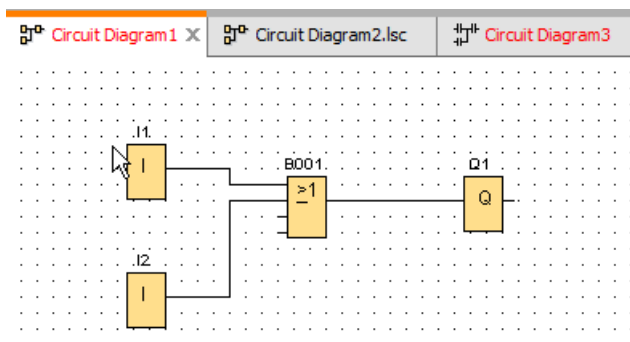 Circuit Diagram1 Circuit Diagram2.lsc Circuit Diagram3
I1
I
B001
≥1
Q1
Q
I2
I